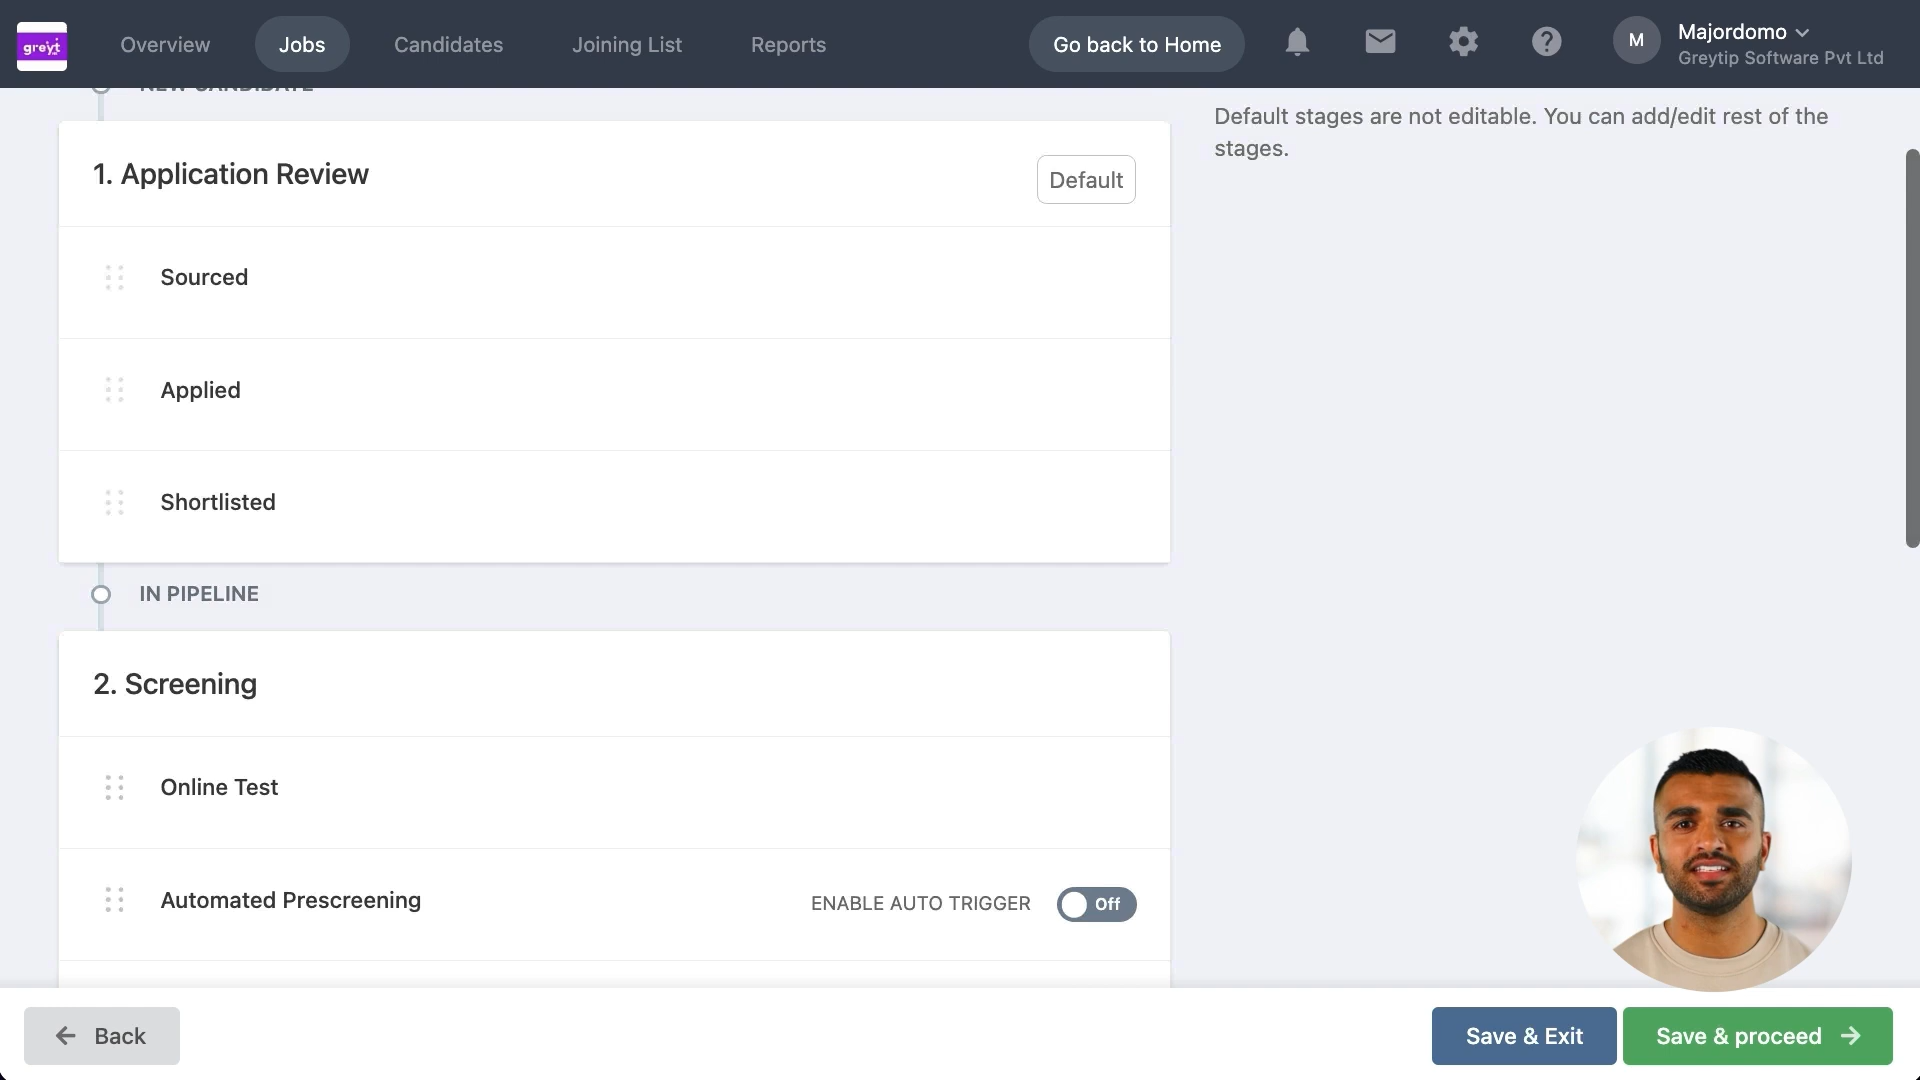 greyt
Overview
Jobs
Candidates
Joining List
Reports
Go back to Home
M
Majordomo
Greytip Software Pvt Ltd
NEW CANDIDATE
Default stages are not editable. You can add/edit rest of the
stages.
1. Application Review
Default
Sourced
Applied
Shortlisted
IN PIPELINE
2. Screening
Online Test
Automated Prescreening
ENABLE AUTO TRIGGER
Off
Back
Save & Exit
Save & proceed